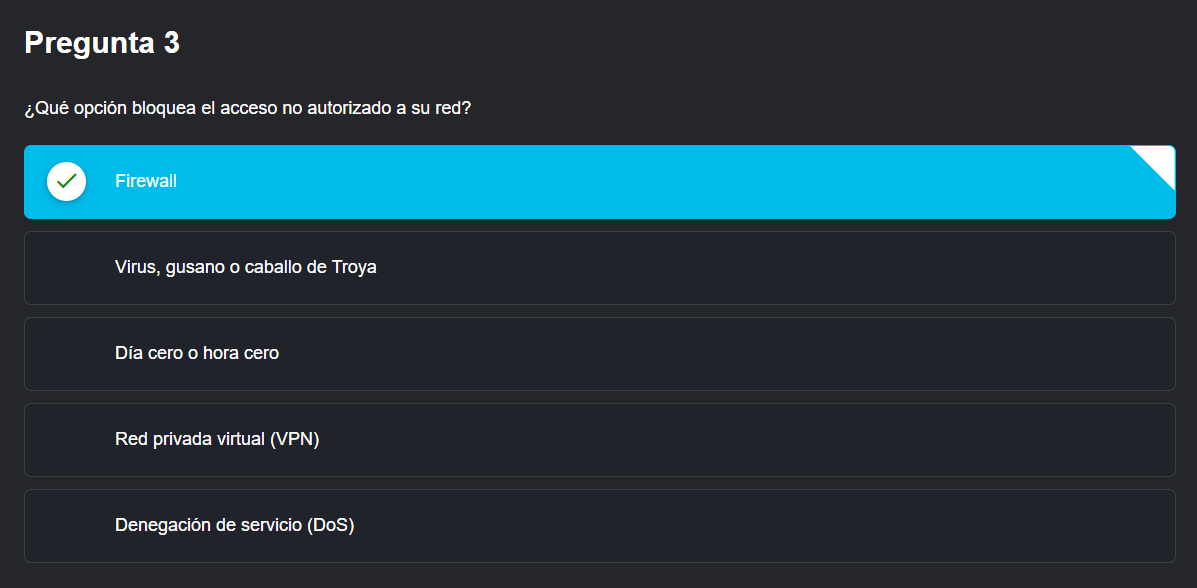 Pregunta 3
¿Qué opción bloquea el acceso no autorizado a su red?
Firewall
Virus, gusano o caballo de Troya
Día cero o hora cero
Red privada virtual (VPN)
Denegación de servicio (DoS)